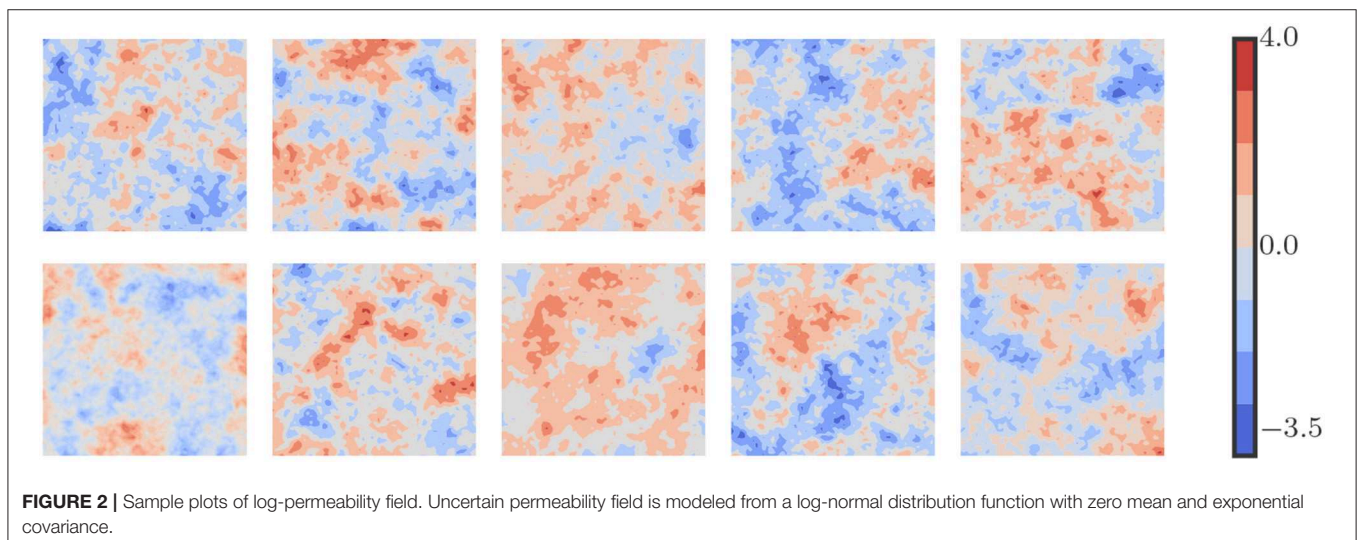 4.0
0.0
−3.5
FIGURE 2 | Sample plots of log-permeability field. Uncertain permeability field is modeled from a log-normal distribution function with zero mean and exponential
covariance.